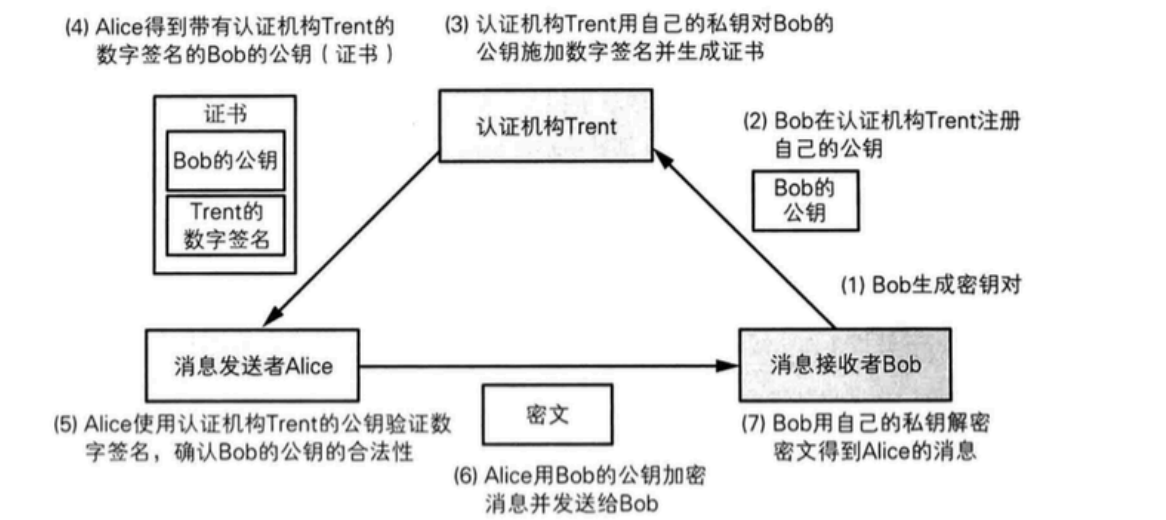 (4) Alice得到带有认证机构Trent的
数字签名的Bob的公钥（证书）
(3) 认证机构Trent用自己的私钥对Bob的
公钥施加数字签名并生成证书
证书
Bob的公钥
Trent的
数字签名
认证机构Trent
(2) Bob在认证机构Trent注册
自己的公钥
Bob的
公钥
(1) Bob生成密钥对
消息发送者Alice
消息接收者Bob
密文
(5) Alice使用认证机构Trent的公钥验证数
字签名，确认Bob的公钥的合法性
(6) Alice用Bob的公钥加密
消息并发送给Bob
(7) Bob用自己的私钥解密
密文得到Alice的消息